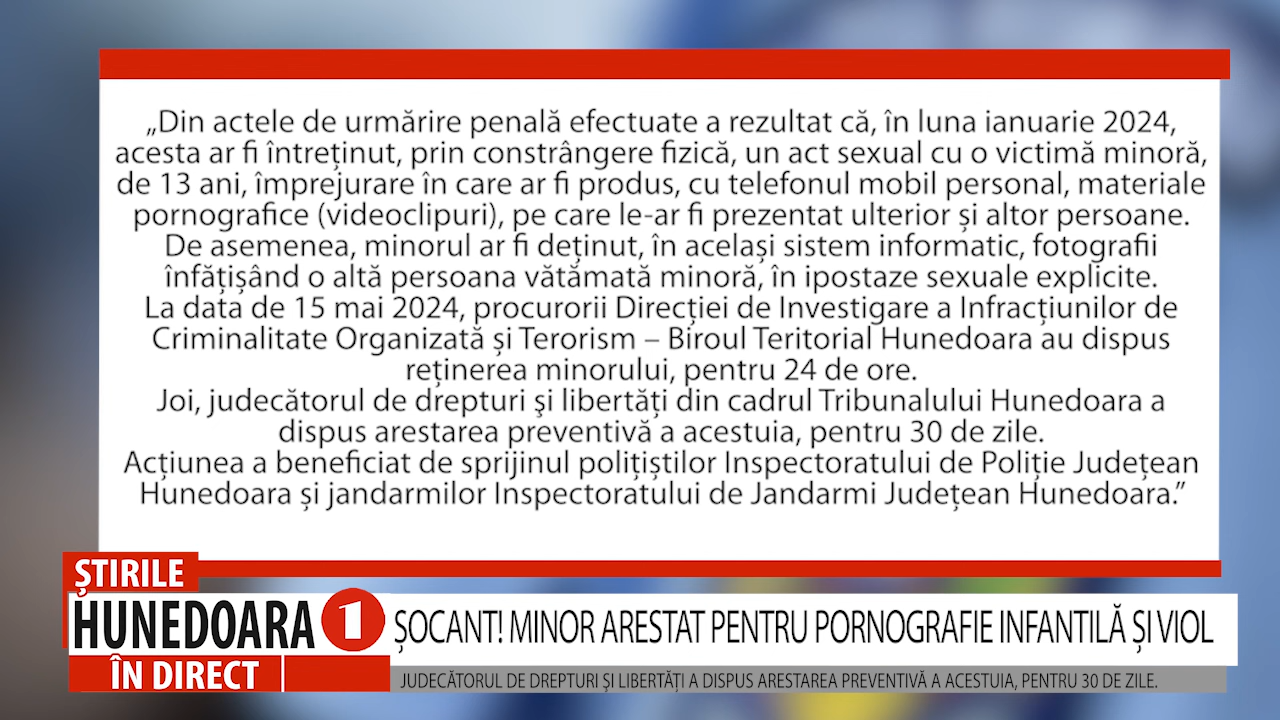 „Din actele de urmărire penală efectuate a rezultat că, în luna ianuarie 2024,
acesta ar fi întreținut, prin constrângere fizică, un act sexual cu o victimă minoră,
de 13 ani, împrejurare în care ar fi produs, cu telefonul mobil personal, materiale
pornografice (videoclipuri), pe care le-ar fi prezentat ulterior și altor persoane.
De asemenea, minorul ar fi deținut, în același sistem informatic, fotografii
înfățișând o altă persoana vătămată minoră, în ipostaze sexuale explicite.
La data de 15 mai 2024, procurorii Direcției de Investigare a Infracțiunilor de
Criminalitate Organizată și Terorism – Biroul Teritorial Hunedoara au dispus
reținerea minorului, pentru 24 de ore.
Joi, judecătorul de drepturi şi libertăți din cadrul Tribunalului Hunedoara a
dispus arestarea preventivă a acestuia, pentru 30 de zile.
Acțiunea a beneficiat de sprijinul polițiștilor Inspectoratului de Poliție Județean
Hunedoara și jandarmilor Inspectoratului de Jandarmi Județean Hunedoara.”
ȘTIRILE
HUNEDOARA 1
ÎN DIRECT
ȘOCANT! MINOR ARESTAT PENTRU PORNOGRAFIE INFANTILĂ ȘI VIOL
JUDECĂTORUL DE DREPTURI ŞI LIBERTĂȚI A DISPUS ARESTAREA PREVENTIVĂ A ACESTUIA, PENTRU 30 DE ZILE.